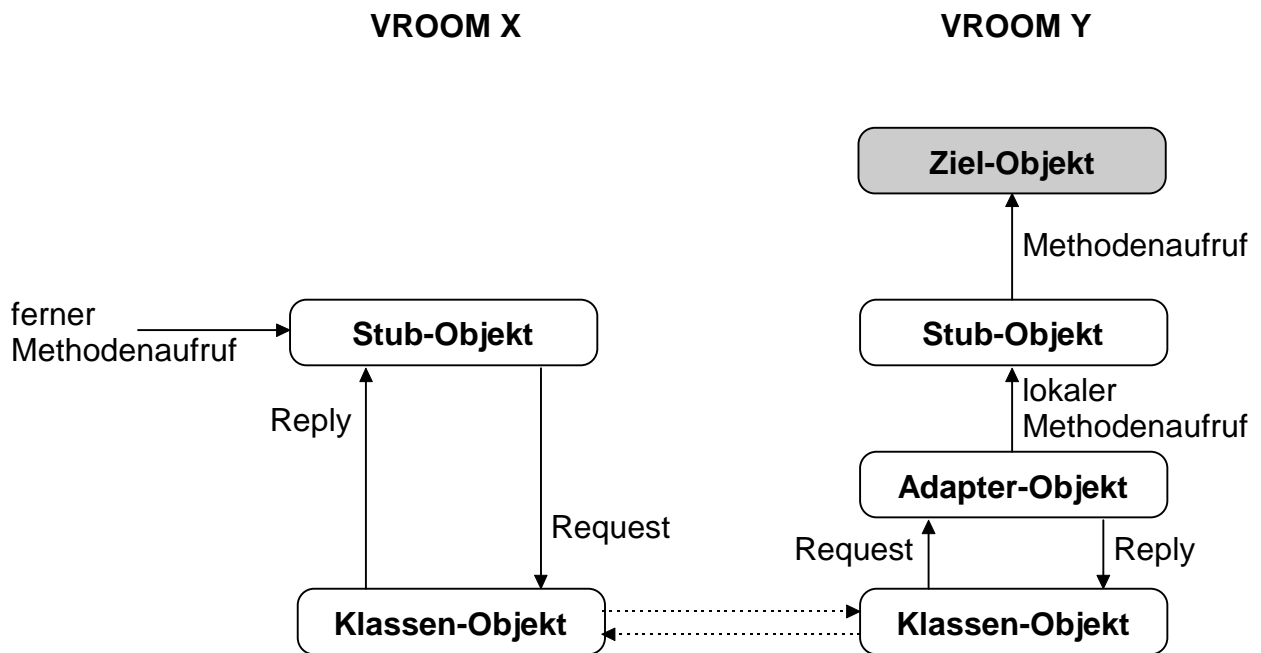 VROOM X
VROOM Y
Ziel-Objekt
Methodenaufruf
ferner
Methodenaufruf
Stub-Objekt
Stub-Objekt
lokaler
Methodenaufruf
Reply
Adapter-Objekt
Request
Request
Reply
Klassen-Objekt
Klassen-Objekt